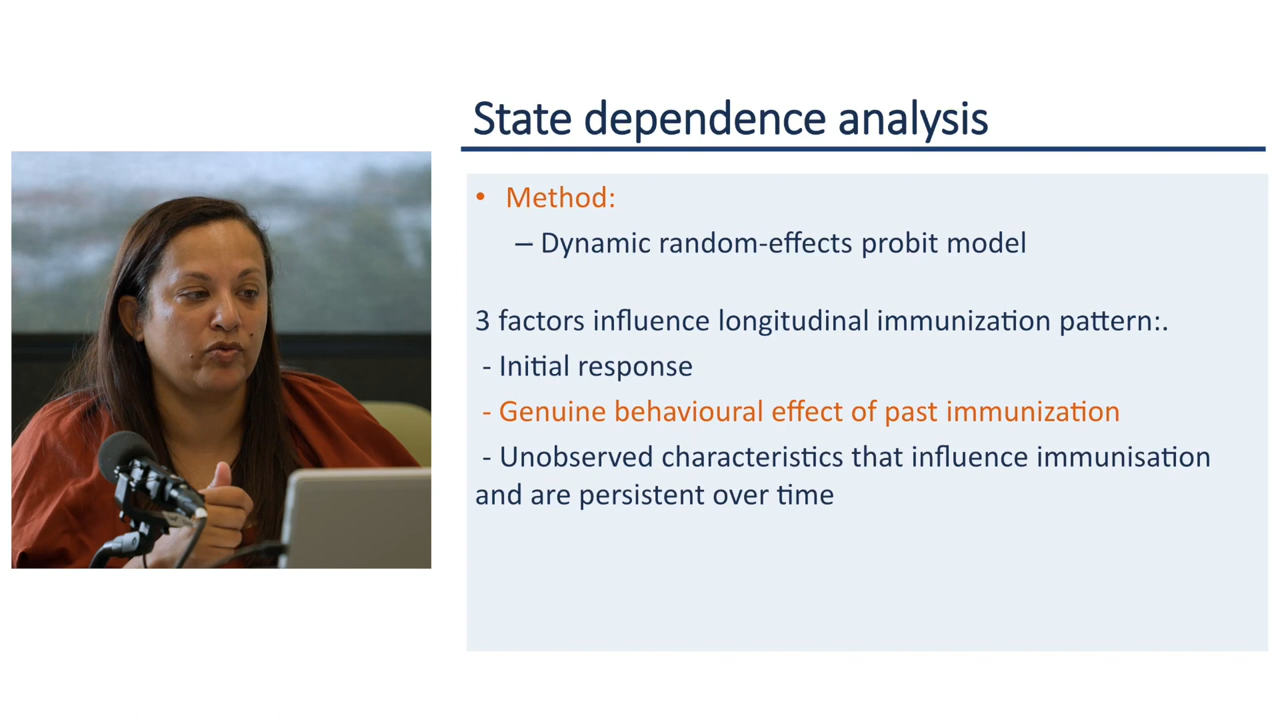 State dependence analysis
• Method:
– Dynamic random-effects probit model
3 factors influence longitudinal immunization pattern:.
- Initial response
- Genuine behavioural effect of past immunization
- Unobserved characteristics that influence immunisation
and are persistent over time